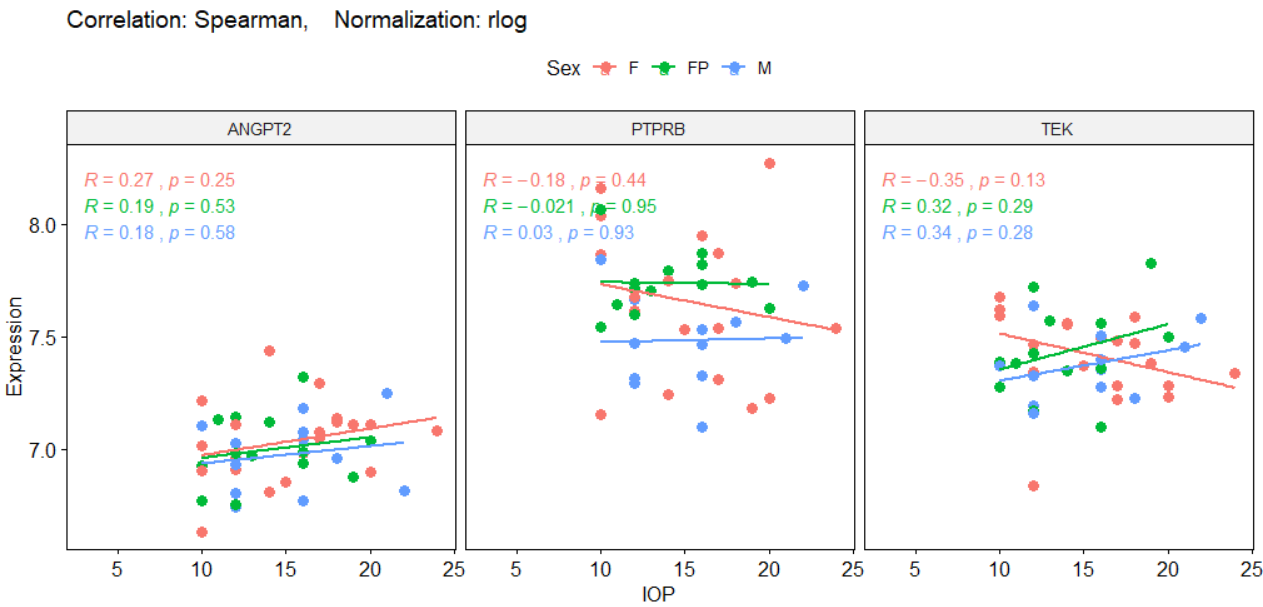 Correlation: Spearman,    Normalization: rlog
Sex F FP M
ANGPT2 PTPRB TEK
R = 0.27 , p = 0.25 R = −0.18 , p = 0.44 R = −0.35 , p = 0.13
R = 0.19 , p = 0.53 R = −0.021 , p = 0.95 R = 0.32 , p = 0.29
R = 0.18 , p = 0.58 R = 0.03 , p = 0.93 R = 0.34 , p = 0.28
8.0
7.5
7.0
Expression
5 10 15 20 25 5 10 15 20 25 5 10 15 20 25
IOP